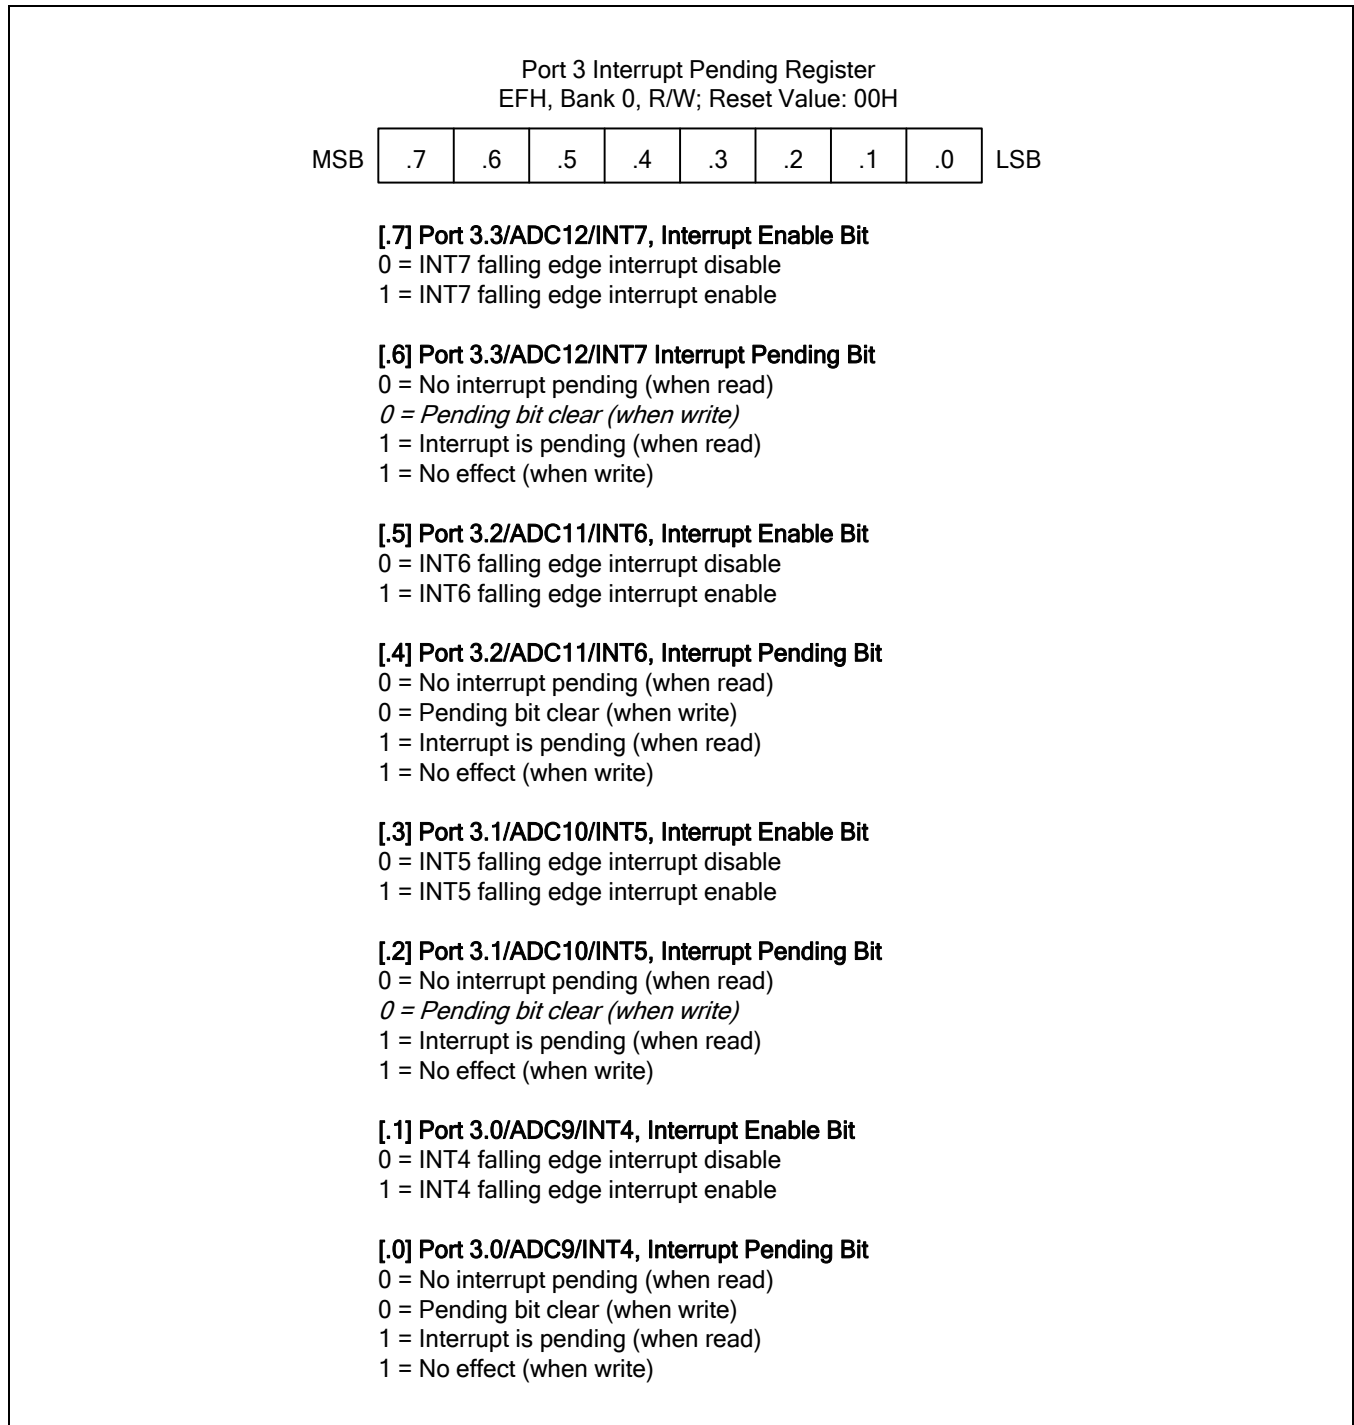 Port 3 Interrupt Pending Register
EFH, Bank 0, R/W; Reset Value: 00H
MSB .7 .6 .5 .4 .3 .2 .1 .0 LSB
[.7] Port 3.3/ADC12/INT7, Interrupt Enable Bit
0 = INT7 falling edge interrupt disable
1 = INT7 falling edge interrupt enable
[.6] Port 3.3/ADC12/INT7 Interrupt Pending Bit
0 = No interrupt pending (when read)
0 = Pending bit clear (when write)
1 = Interrupt is pending (when read)
1 = No effect (when write)
[.5] Port 3.2/ADC11/INT6, Interrupt Enable Bit
0 = INT6 falling edge interrupt disable
1 = INT6 falling edge interrupt enable
[.4] Port 3.2/ADC11/INT6, Interrupt Pending Bit
0 = No interrupt pending (when read)
0 = Pending bit clear (when write)
1 = Interrupt is pending (when read)
1 = No effect (when write)
[.3] Port 3.1/ADC10/INT5, Interrupt Enable Bit
0 = INT5 falling edge interrupt disable
1 = INT5 falling edge interrupt enable
[.2] Port 3.1/ADC10/INT5, Interrupt Pending Bit
0 = No interrupt pending (when read)
0 = Pending bit clear (when write)
1 = Interrupt is pending (when read)
1 = No effect (when write)
[.1] Port 3.0/ADC9/INT4, Interrupt Enable Bit
0 = INT4 falling edge interrupt disable
1 = INT4 falling edge interrupt enable
[.0] Port 3.0/ADC9/INT4, Interrupt Pending Bit
0 = No interrupt pending (when read)
0 = Pending bit clear (when write)
1 = Interrupt is pending (when read)
1 = No effect (when write)